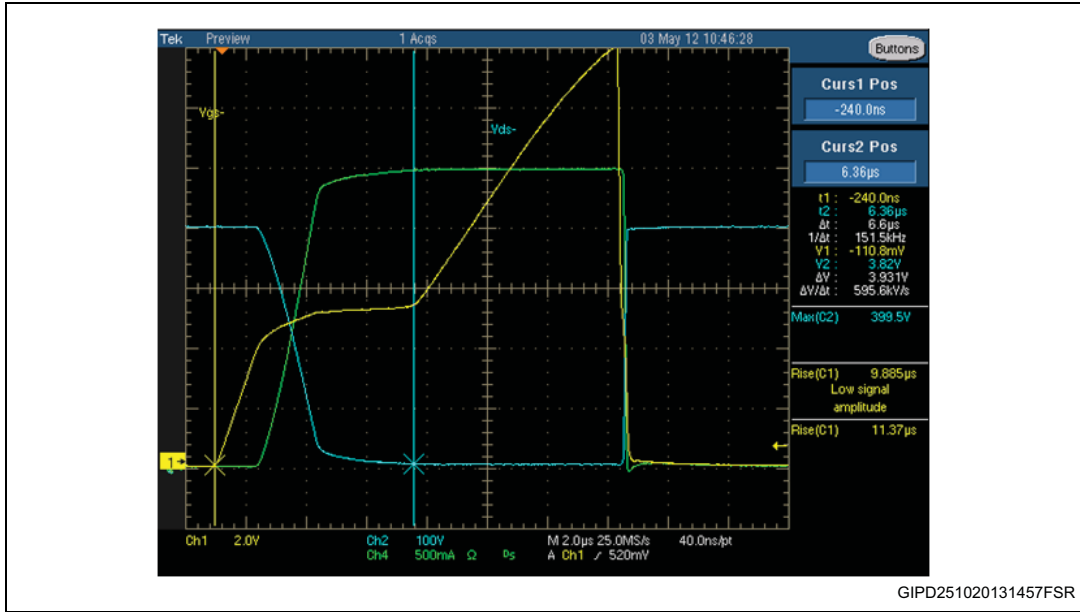 Tek Preview 1 Acqs 03 May 12 10:46:28
Buttons
Curs1 Pos
-240.0ns
Curs2 Pos
6.36µs
Vgs-
Vds-
t1 : -240.0ns
t2 : 6.36µs
Δt : 6.6µs
1/Δt : 151.5kHz
V1 : -110.8mV
V2 : 3.82V
ΔV : 3.931V
ΔV/Δt : 595.6kV/s
Max(C2) 399.5V
Rise(C1) 9.885µs
Low signal
amplitude
Rise(C1) 11.37µs
1
Ch1 2.0V Ch2 100V M 2.0µs 25.0MS/s 40.0ns/pt
Ch4 500mA Ω Ds A Ch1 ∕ 520mV
GIPD251020131457FSR